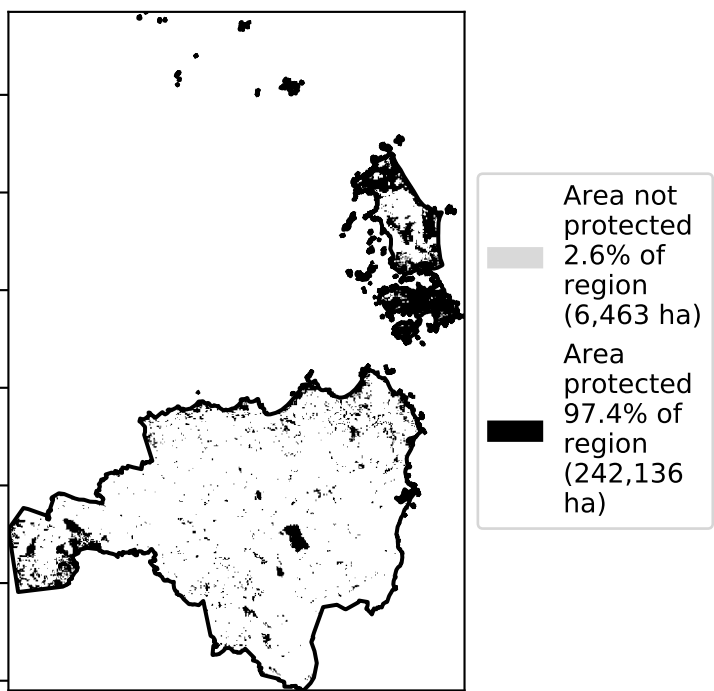 Area not
protected
2.6% of
region
(6,463 ha)
Area
protected
97.4% of
region
(242,136
ha)